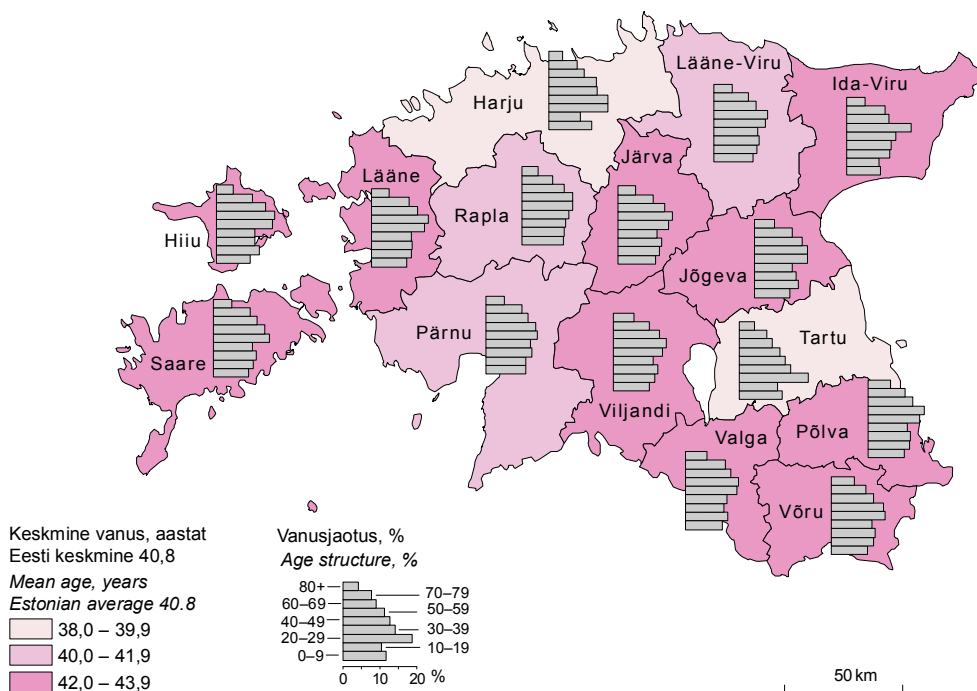 Lääne-Viru
Ida-Viru
Harju
Järva
Lääne
Rapla
Hiiu
Jõgeva
Pärnu
Tartu
Saare
Viljandi
Valga
Põlva
Võru
Keskmine vanus, aastat
Eesti keskmine 40,8
Mean age, years
Estonian average 40.8
38,0 – 39,9
40,0 – 41,9
42,0 – 43,9
Vanusjaotus, %
Age structure, %
80+
70–79
60–69
50–59
40–49
30–39
20–29
10–19
0–9
0 10 20 %
50 km